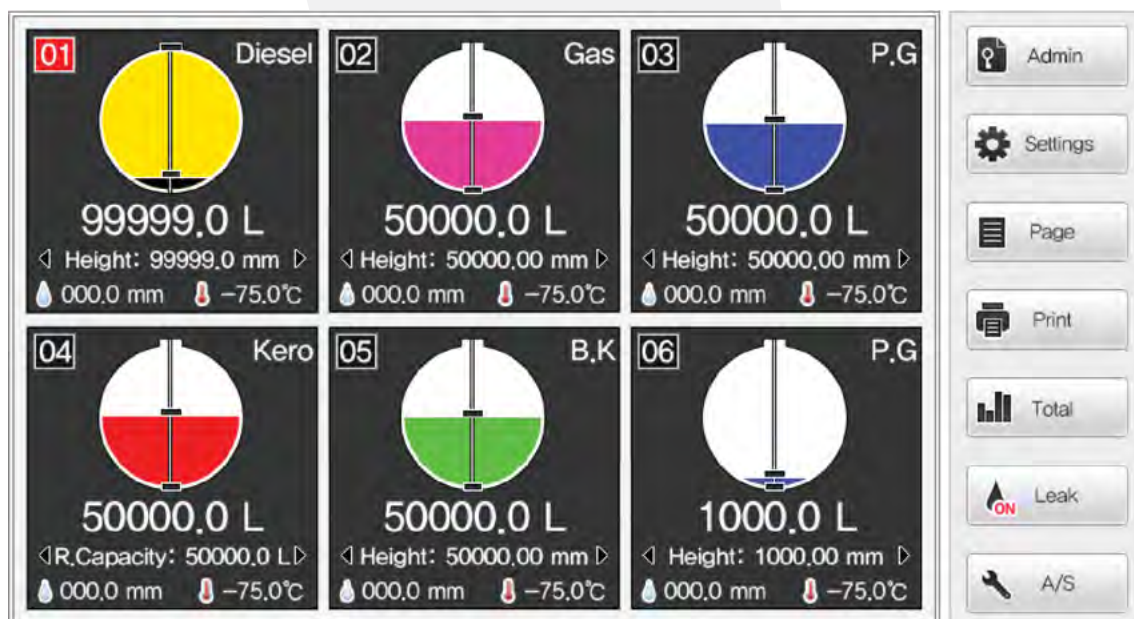 01 Diesel
99999.0 L
Height: 99999.0 mm
000.0 mm -75.0℃
02 Gas
50000.0 L
Height: 50000.00 mm
000.0 mm -75.0℃
03 P.G
50000.0 L
Height: 50000.00 mm
000.0 mm -75.0℃
04 Kero
50000.0 L
R.Capacity: 50000.0 L
000.0 mm -75.0℃
05 B.K
50000.0 L
Height: 50000.00 mm
000.0 mm -75.0℃
06 P.G
1000.0 L
Height: 1000.00 mm
000.0 mm -75.0℃
Admin
Settings
Page
Print
Total
ON Leak
A/S